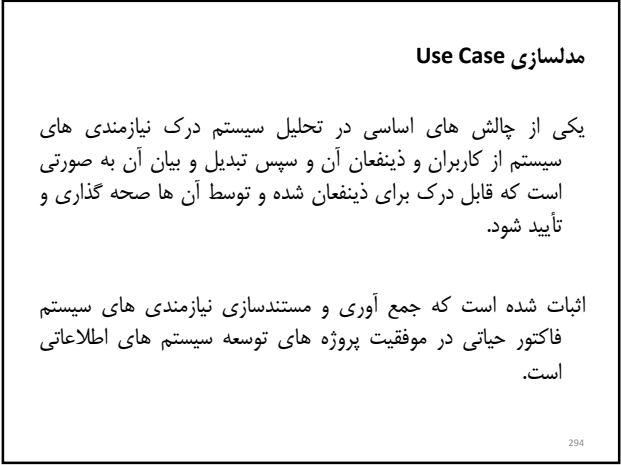 مدلسازی Use Case
یکی از چالش های اساسی در تحلیل سیستم درک نیازمندی های
سیستم از کاربران و ذینفعان آن و سپس تبدیل و بیان آن به صورتی
است که قابل درک برای ذینفعان شده و توسط آن ها صحه گذاری و
تأیید شود.
اثبات شده است که جمع آوری و مستندسازی نیازمندی های سیستم
فاکتور حیاتی در موفقیت پروژه های توسعه سیستم های اطلاعاتی
است.
294